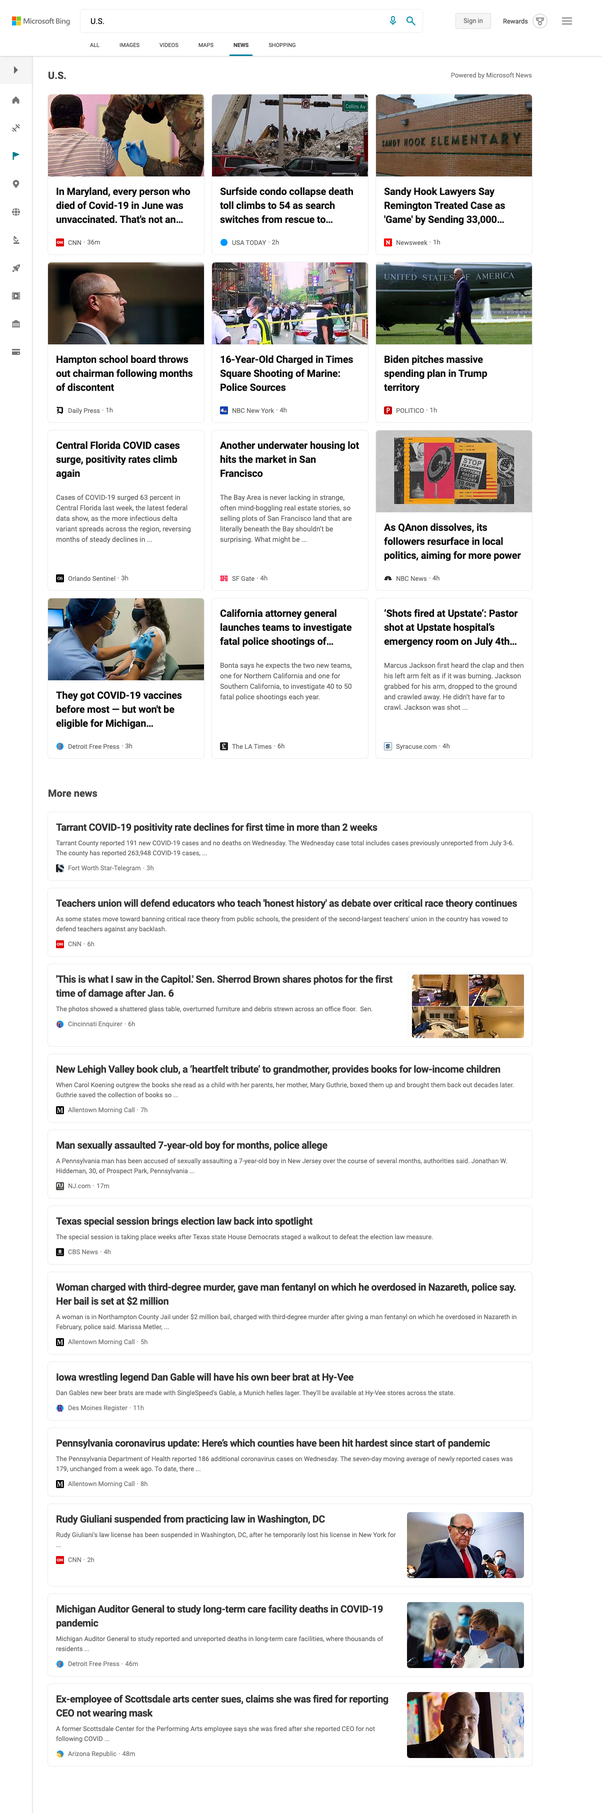 Microsoft Bing
U.S.
Sign in
Rewards
ALL
IMAGES
VIDEOS
MAPS
NEWS
SHOPPING
U.S.
Powered by Microsoft News
Collins Av
SANDY HOOK ELEMENTARY
In Maryland, every person who
died of Covid-19 in June was
unvaccinated. That's not an...
CNN · 36m
Surfside condo collapse death
toll climbs to 54 as search
switches from rescue to...
USA TODAY · 2h
Sandy Hook Lawyers Say
Remington Treated Case as
'Game' by Sending 33,000...
Newsweek · 1h
UNITED STATES OF AMERICA
Hampton school board throws
out chairman following months
of discontent
Daily Press · 1h
16-Year-Old Charged in Times
Square Shooting of Marine:
Police Sources
NBC New York · 4h
Biden pitches massive
spending plan in Trump
territory
POLITICO · 1h
Central Florida COVID cases
surge, positivity rates climb
again
Cases of COVID-19 surged 63 percent in
Central Florida last week, the latest federal
data show, as the more infectious delta
variant spreads across the region, reversing
months of steady declines in ...
Orlando Sentinel · 3h
Another underwater housing lot
hits the market in San
Francisco
The Bay Area is never lacking in strange,
often mind-boggling real estate stories, so
selling plots of San Francisco land that are
literally beneath the Bay shouldn't be
surprising. What might be ...
SF Gate · 4h
STOP
As QAnon dissolves, its
followers resurface in local
politics, aiming for more power
NBC News · 4h
They got COVID-19 vaccines
before most — but won't be
eligible for Michigan...
Detroit Free Press · 3h
California attorney general
launches teams to investigate
fatal police shootings of...
Bonta says he expects the two new teams,
one for Northern California and one for
Southern California, to investigate 40 to 50
fatal police shootings each year.
The LA Times · 6h
‘Shots fired at Upstate’: Pastor
shot at Upstate hospital’s
emergency room on July 4th...
Marcus Jackson first heard the clap and then
his left arm felt as if it was burning. Jackson
grabbed for his arm, dropped to the ground
and crawled away. He didn’t have far to
crawl. Jackson was shot ...
Syracuse.com · 4h
More news
Tarrant COVID-19 positivity rate declines for first time in more than 2 weeks
Tarrant County reported 191 new COVID-19 cases and no deaths on Wednesday. The Wednesday case total includes cases previously unreported from July 3-6.
The county has reported 263,948 COVID-19 cases, ...
Fort Worth Star-Telegram · 3h
Teachers union will defend educators who teach 'honest history' as debate over critical race theory continues
As some states move toward banning critical race theory from public schools, the president of the second-largest teachers' union in the country has vowed to
defend teachers against any backlash.
CNN · 6h
'This is what I saw in the Capitol.' Sen. Sherrod Brown shares photos for the first
time of damage after Jan. 6
The photos showed a shattered glass table, overturned furniture and debris strewn across an office floor. Sen.
Cincinnati Enquirer · 6h
New Lehigh Valley book club, a ‘heartfelt tribute’ to grandmother, provides books for low-income children
When Carol Koening outgrew the books she read as a child with her parents, her mother, Mary Guthrie, boxed them up and brought them back out decades later.
Guthrie saved the collection of books so ...
Allentown Morning Call · 7h
Man sexually assaulted 7-year-old boy for months, police allege
A Pennsylvania man has been accused of sexually assaulting a 7-year-old boy in New Jersey over the course of several months, authorities said. Jonathan W.
Hiddeman, 30, of Prospect Park, Pennsylvania ...
NJ.com · 17m
Texas special session brings election law back into spotlight
The special session is taking place weeks after Texas state House Democrats staged a walkout to defeat the election law measure.
CBS News · 4h
Woman charged with third-degree murder, gave man fentanyl on which he overdosed in Nazareth, police say.
Her bail is set at $2 million
A woman is in Northampton County Jail under $2 million bail, charged with third-degree murder after giving a man fentanyl on which he overdosed in Nazareth in
February, police said. Marissa Metler, ...
Allentown Morning Call · 5h
Iowa wrestling legend Dan Gable will have his own beer brat at Hy-Vee
Dan Gables new beer brats are made with SingleSpeed's Gable, a Munich helles lager. They'll be available at Hy-Vee stores across the state.
Des Moines Register · 11h
Pennsylvania coronavirus update: Here’s which counties have been hit hardest since start of pandemic
The Pennsylvania Department of Health reported 186 additional coronavirus cases on Wednesday. The seven-day moving average of newly reported cases was
179, unchanged from a week ago. To date, there ...
Allentown Morning Call · 8h
Rudy Giuliani suspended from practicing law in Washington, DC
Rudy Giuliani's law license has been suspended in Washington, DC, after he temporarily lost his license in New York for
...
CNN · 2h
Michigan Auditor General to study long-term care facility deaths in COVID-19
pandemic
Michigan Auditor General to study reported and unreported deaths in long-term care facilities, where thousands of
residents ...
Detroit Free Press · 46m
Ex-employee of Scottsdale arts center sues, claims she was fired for reporting
CEO not wearing mask
A former Scottsdale Center for the Performing Arts employee says she was fired after she reported CEO for not
following COVID ...
Arizona Republic · 48m